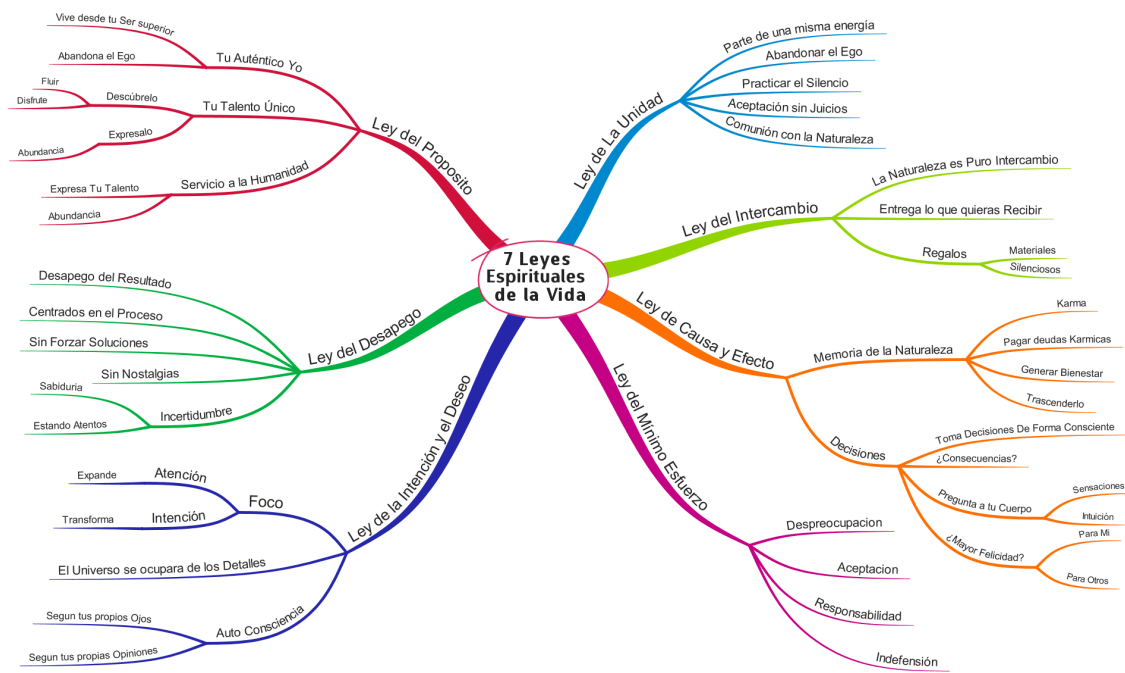 7 Leyes
Espirituales
de la Vida
Ley de La Unidad
Parte de una misma energía
Abandonar el Ego
Practicar el Silencio
Aceptación sin Juicios
Comunión con la Naturaleza
Ley del Intercambio
La Naturaleza es Puro Intercambio
Entrega lo que quieras Recibir
Regalos
Materiales
Silenciosos
Ley de Causa y Efecto
Memoria de la Naturaleza
Karma
Pagar deudas Karmicas
Generar Bienestar
Trascenderlo
Decisiones
Toma Decisiones De Forma Consciente
¿Consecuencias?
Pregunta a tu Cuerpo
Sensaciones
Intuición
¿Mayor Felicidad?
Para Mi
Para Otros
Ley del Mínimo Esfuerzo
Despreocupacion
Aceptacion
Responsabilidad
Indefensión
Ley de la Intención y el Deseo
Foco
Atención
Expande
Intención
Transforma
El Universo se ocupara de los Detalles
Auto Consciencia
Segun tus propios Ojos
Segun tus propias Opiniones
Ley del Desapego
Desapego del Resultado
Centrados en el Proceso
Sin Forzar Soluciones
Sin Nostalgias
Incertidumbre
Sabiduria
Estando Atentos
Ley del Proposito
Tu Auténtico Yo
Vive desde tu Ser superior
Abandona el Ego
Tu Talento Único
Descúbrelo
Fluir
Disfrute
Expresalo
Abundancia
Servicio a la Humanidad
Expresa Tu Talento
Abundancia